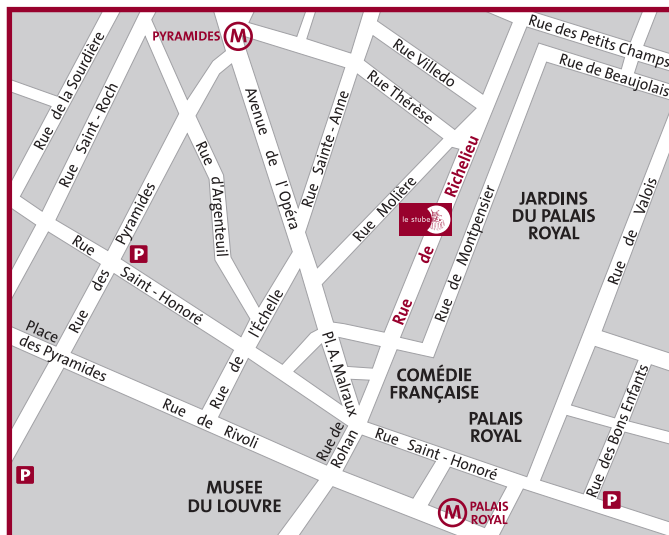 PYRAMIDES
M
Rue des Petits Champs
Rue de Beaujolais
Rue Villedo
Rue Thérèse
Rue de la Sourdière
Rue Saint-Roch
Avenue de l'Opéra
Rue Sainte-Anne
Rue d'Argenteuil
Rue Molière
Rue de Richelieu
le stube
Rue de Montpensier
JARDINS
DU PALAIS
ROYAL
Rue de Valois
Rue des Pyramides
P
Rue Saint-Honoré
Rue de l'Échelle
Place
des Pyramides
Rue de Rivoli
Pl. A. Malraux
COMÉDIE
FRANÇAISE
PALAIS
ROYAL
Rue des Bons Enfants
Rue de
Rohan
Rue Saint-Honoré
P
MUSEE
DU LOUVRE
M
PALAIS
ROYAL
P